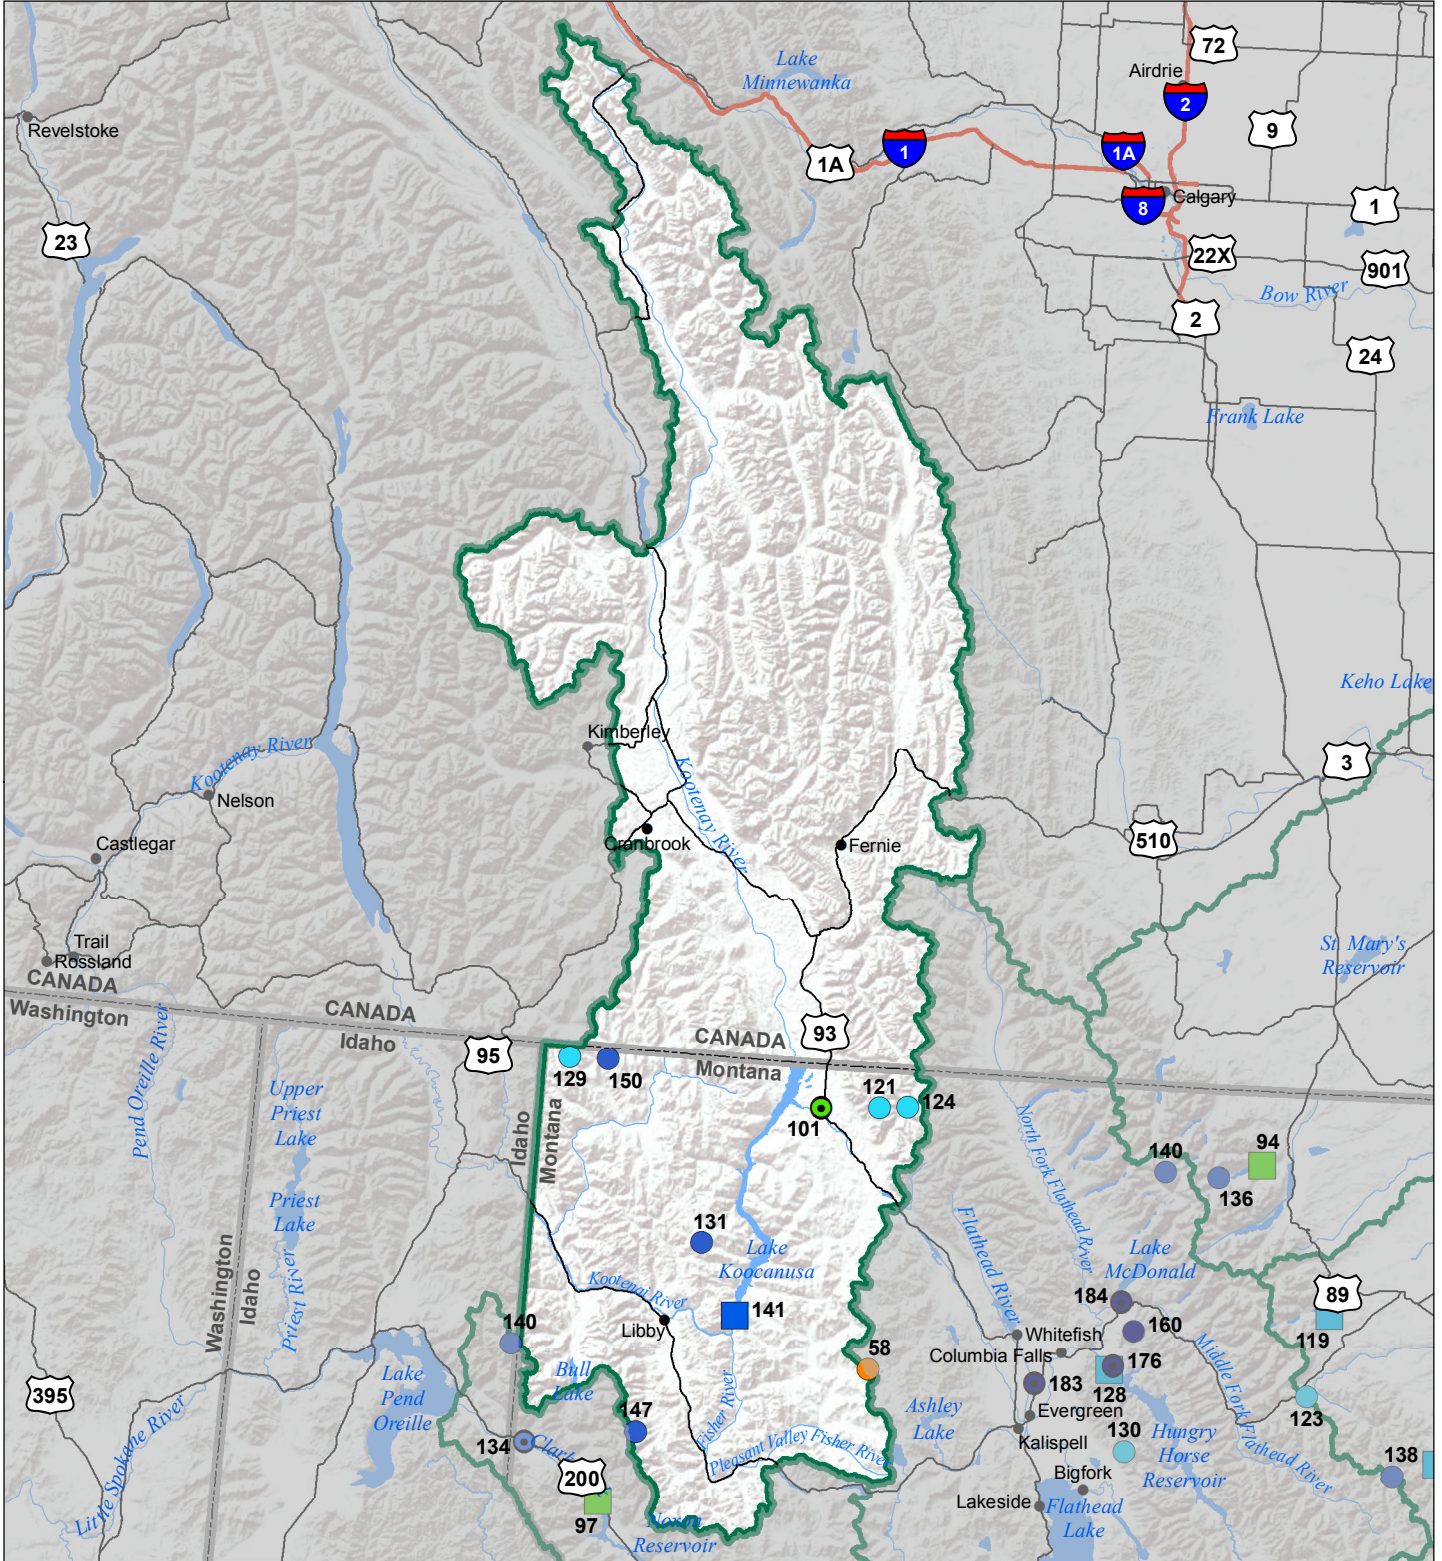 72
Lake
Minnewanka
Airdrie
2
Revelstoke
9
1A
1
1A
8
Calgary
1
23
22X
901
Bow River
2
24
Frank Lake
Keho Lake
Kimberley
Kootenay River
3
Nelson
Kootenay River
Castlegar
Cranbrook
Fernie
510
Trail
Rossland
St. Mary's
Reservoir
CANADA
Washington
CANADA
Idaho
95
CANADA
Montana
93
129
150
121
124
101
Pend Oreille River
Upper
Priest
Lake
Idaho
Montana
North Fork Flathead River
94
140
136
Priest
Lake
131
Lake
Koocanusa
Flathead River
Lake
McDonald
Washington
Idaho
Priest River
Kootenai River
141
Libby
184
160
89
119
140
Whitefish
Columbia Falls
176
128
Middle Fork Flathead River
58
Bull
Lake
Lake
Pend
Oreille
183
123
395
147
Fisher River
Ashley
Lake
Evergreen
134
Clark
Kalispell
130
Hungry
Horse
Reservoir
Little Spokane River
Pleasant Valley Fisher River
138
200
Bigfork
97
Noxon
Reservoir
Lakeside
Flathead
Lake